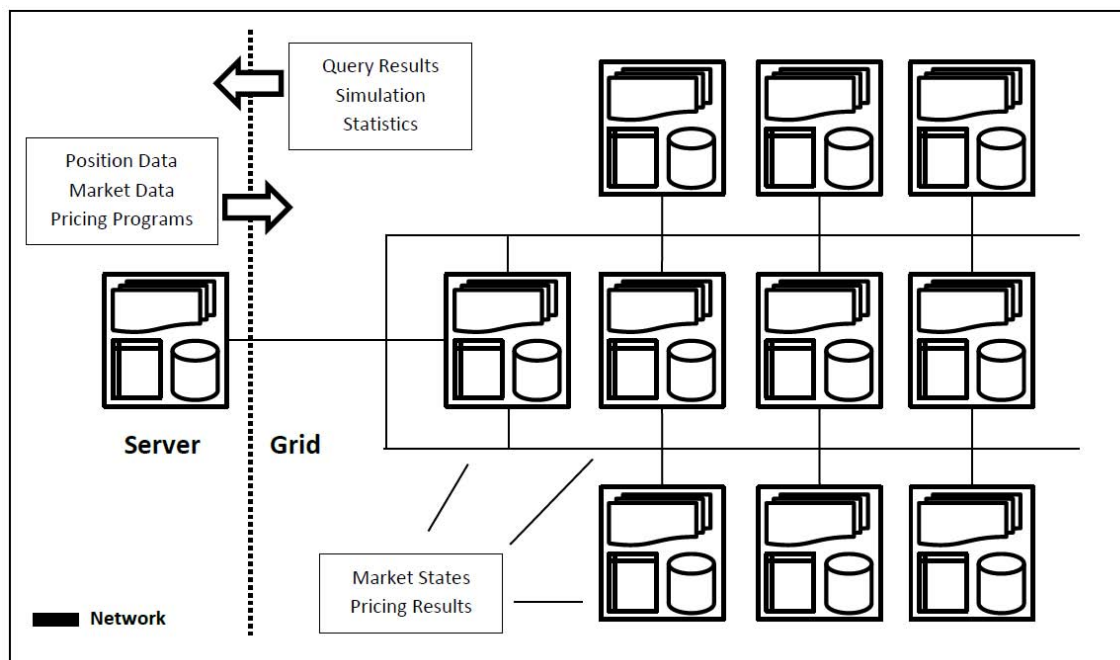 Query Results
Simulation
Statistics
Position Data
Market Data
Pricing Programs
Server
Grid
Market States
Pricing Results
Network